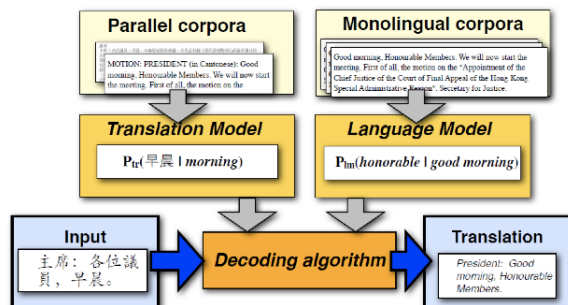 Parallel corpora
MOTION: PRESIDENT (in Cantonese): Good
morning, Honourable Members. We will now start
the meeting. First of all, the motion on the
Monolingual corpora
Good morning, Honourable Members. We will now start the
meeting. First of all, the motion on the "Appointment of the
Chief Justice of the Court of Final Appeal of the Hong Kong
Special Administrative Region". Secretary for Justice.
Translation Model
Ptr(早晨 | morning)
Language Model
Plm(honorable | good morning)
Input
主席: 各位議
員, 早晨。
Decoding algorithm
Translation
President: Good
morning, Honourable
Members.